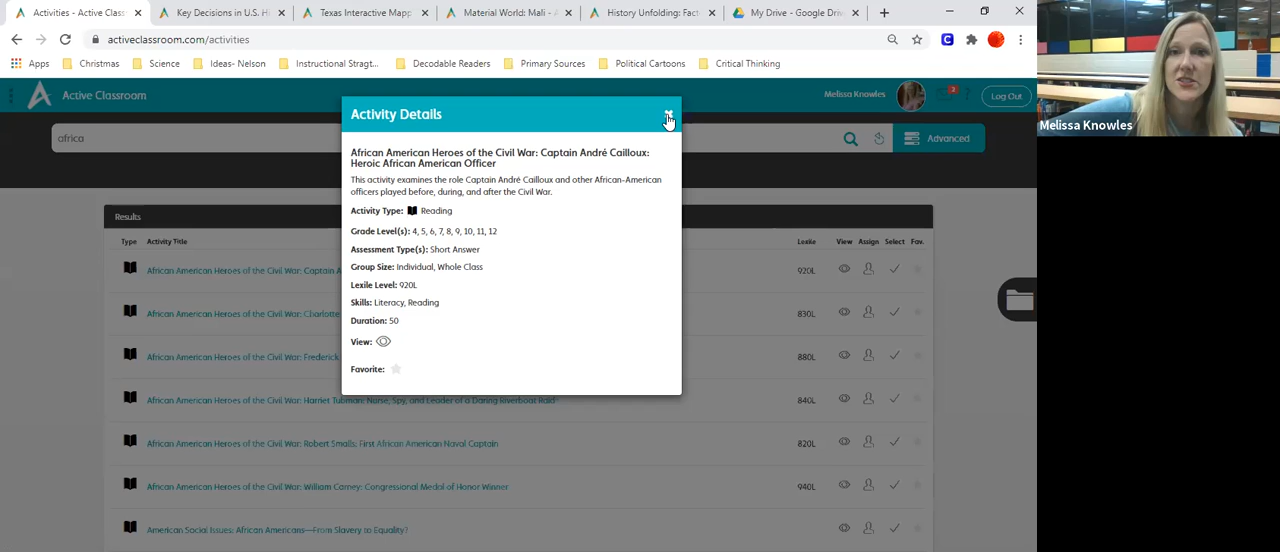 Activities - Active Classroom
Key Decisions in U.S. Hi
Texas Interactive Mapp
Material World: Mali - A
History Unfolding: Fact
My Drive - Google Driv
activeclassroom.com/activities
Apps
Christmas
Science
Ideas- Nelson
Instructional Stragt...
Decodable Readers
Primary Sources
Political Cartoons
Critical Thinking
Active Classroom
Melissa Knowles
Log Out
africa
Advanced
Activity Details
African American Heroes of the Civil War: Captain André Cailloux:
Heroic African American Officer
This activity examines the role Captain André Cailloux and other African-American
officers played before, during, and after the Civil War.
Activity Type: Reading
Grade Level(s): 4, 5, 6, 7, 8, 9, 10, 11, 12
Assessment Type(s): Short Answer
Group Size: Individual, Whole Class
Lexile Level: 920L
Skills: Literacy, Reading
Duration: 50
View:
Favorite:
Results
Type Activity Title Lexile View Assign Select Fav.
African American Heroes of the Civil War: Captain A 920L
African American Heroes of the Civil War: Charlotte 830L
African American Heroes of the Civil War: Frederick 880L
African American Heroes of the Civil War: Harriet Tubman: Nurse, Spy, and Leader of a Daring Riverboat Raid 840L
African American Heroes of the Civil War: Robert Smalls: First African American Naval Captain 820L
African American Heroes of the Civil War: William Carney: Congressional Medal of Honor Winner 940L
American Social Issues: African Americans—From Slavery to Equality?
Melissa Knowles